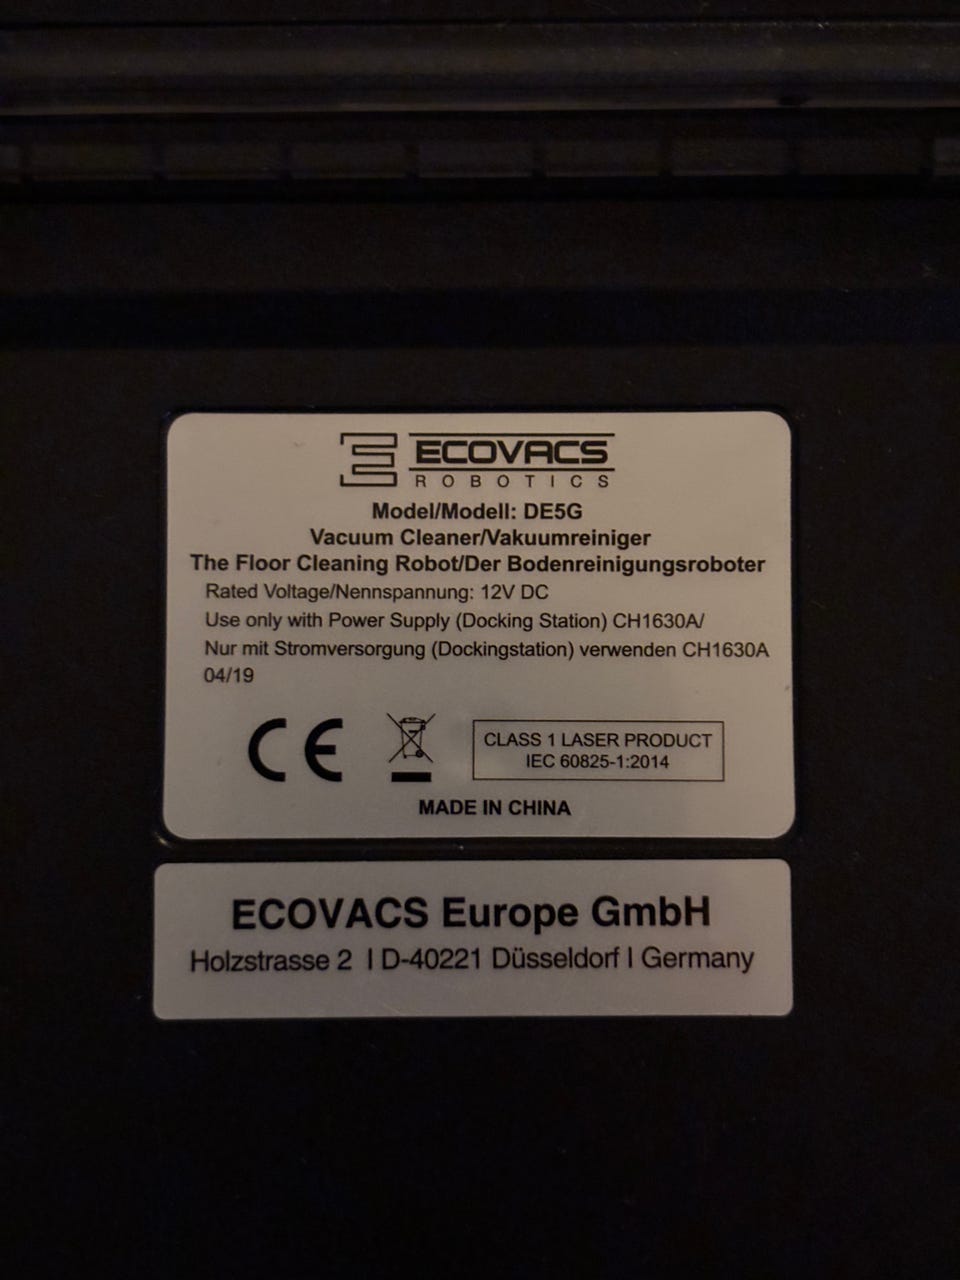 ECOVACS
ROBOTICS
Model/Modell: DE5G
Vacuum Cleaner/Vakuumreiniger
The Floor Cleaning Robot/Der Bodenreinigungsroboter
Rated Voltage/Nennspannung: 12V DC
Use only with Power Supply (Docking Station) CH1630A/
Nur mit Stromversorgung (Dockingstation) verwenden CH1630A
04/19
CE
CLASS 1 LASER PRODUCT
IEC 60825-1:2014
MADE IN CHINA
ECOVACS Europe GmbH
Holzstrasse 2 | D-40221 Düsseldorf | Germany